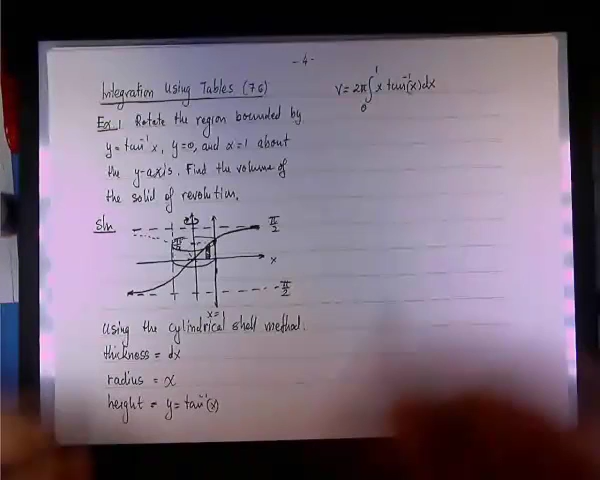 -4-
Integration Using Tables (7.6)
Ex.1 Rotate the region bounded by
y = tan⁻¹ x, y=0, and x=1 about
the y-axis. Find the volume of
the solid of revolution.
Sln
π/2
π/4
x
-π/2
x=
Using the cylindrical shell method.
thickness = dx
radius = x
height = y = tan⁻¹(x)
V = 2π∫₀¹ x tan⁻¹(x) dx